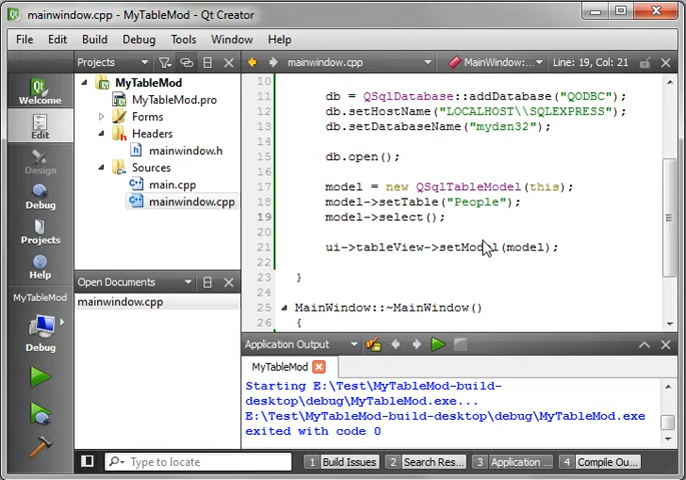 mainwindow.cpp - MyTableMod - Qt Creator
File Edit Build Debug Tools Window Help
Projects
mainwindow.cpp
MainWindow:...
Line: 19, Col: 21
Welcome
Edit
Design
Debug
Projects
Help
MyTableMod
Debug
MyTableMod
MyTableMod.pro
Forms
Headers
mainwindow.h
Sources
main.cpp
mainwindow.cpp
Open Documents
mainwindow.cpp
10
11 db = QSqlDatabase::addDatabase("QODBC");
12 db.setHostName("LOCALHOST\\SQLEXPRESS");
13 db.setDatabaseName("mydsn32");
14
15 db.open();
16
17 model = new QSqlTableModel(this);
18 model->setTable("People");
19 model->select();
20
21 ui->tableView->setModel(model);
22
23 }
24
25 MainWindow::~MainWindow()
26 {
Application Output
MyTableMod
Starting E:\Test\MyTableMod-build-
desktop\debug\MyTableMod.exe...
E:\Test\MyTableMod-build-desktop\debug\MyTableMod.exe
exited with code 0
Type to locate
1 Build Issues
2 Search Res...
3 Application ...
4 Compile Ou...